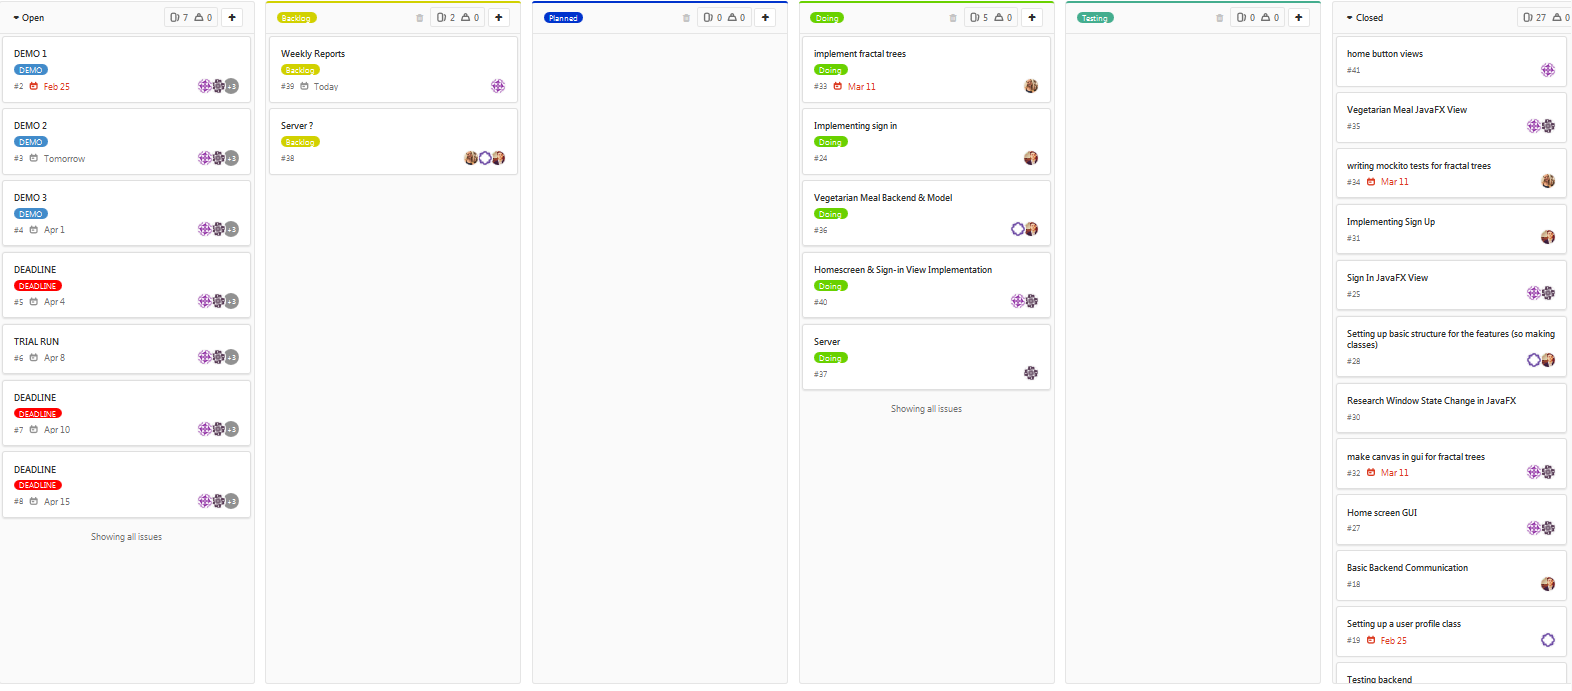 Open 7 0
DEMO 1
DEMO
#2 Feb 25 +3
DEMO 2
DEMO
#3 Tomorrow +3
DEMO 3
DEMO
#4 Apr 1 +3
DEADLINE
DEADLINE
#5 Apr 4 +3
TRIAL RUN
#6 Apr 8 +3
DEADLINE
DEADLINE
#7 Apr 10 +3
DEADLINE
DEADLINE
#8 Apr 15 +3
Showing all issues
Backlog 2 0
Weekly Reports
Backlog
#39 Today
Server ?
Backlog
#38
Planned 0 0
Doing 5 0
implement fractal trees
Doing
#33 Mar 11
Implementing sign in
Doing
#24
Vegetarian Meal Backend & Model
Doing
#36
Homescreen & Sign-in View Implementation
Doing
#40
Server
Doing
#37
Showing all issues
Testing 0 0
Closed 27 0
home button views
#41
Vegetarian Meal JavaFX View
#35
writing mockito tests for fractal trees
#34 Mar 11
Implementing Sign Up
#31
Sign In JavaFX View
#25
Setting up basic structure for the features (so making
classes)
#28
Research Window State Change in JavaFX
#30
make canvas in gui for fractal trees
#32 Mar 11
Home screen GUI
#27
Basic Backend Communication
#18
Setting up a user profile class
#19 Feb 25
Testing backend